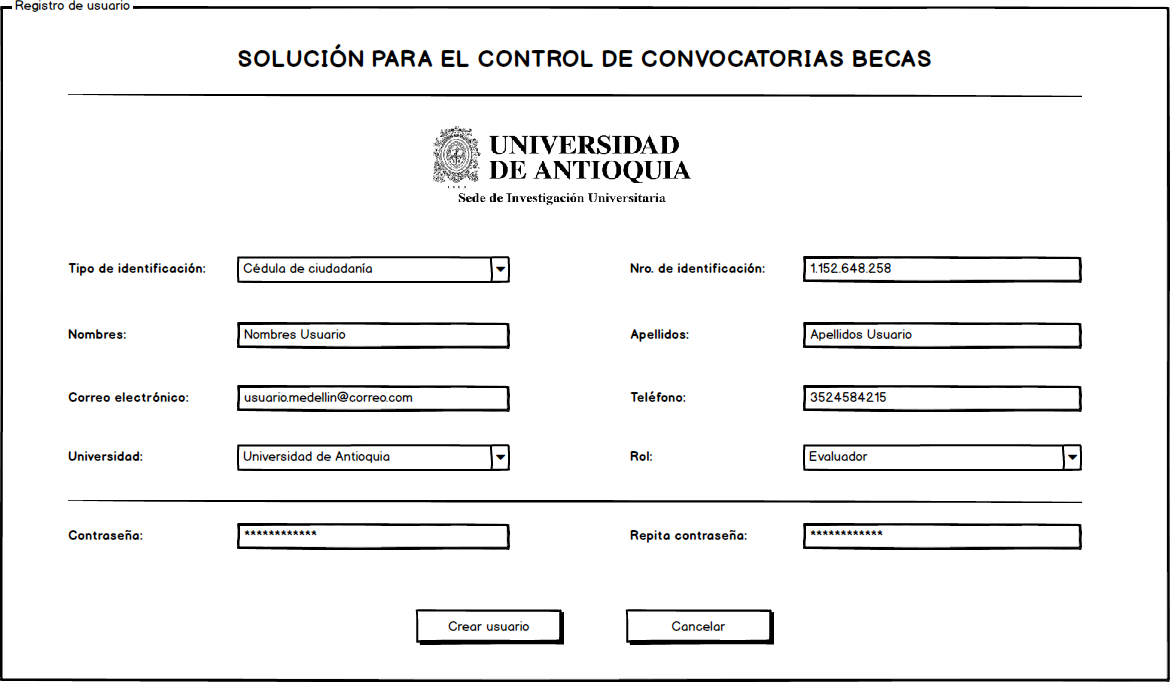 Registro de usuario
SOLUCIÓN PARA EL CONTROL DE CONVOCATORIAS BECAS
UNIVERSIDAD
DE ANTIOQUIA
Sede de Investigación Universitaria
Tipo de identificación: Cédula de ciudadanía Nro. de identificación: 1.152.648.258
Nombres: Nombres Usuario Apellidos: Apellidos Usuario
Correo electrónico: usuario.medellin@correo.com Teléfono: 3524584215
Universidad: Universidad de Antioquia Rol: Evaluador
Contraseña: ************ Repita contraseña: ************
Crear usuario Cancelar